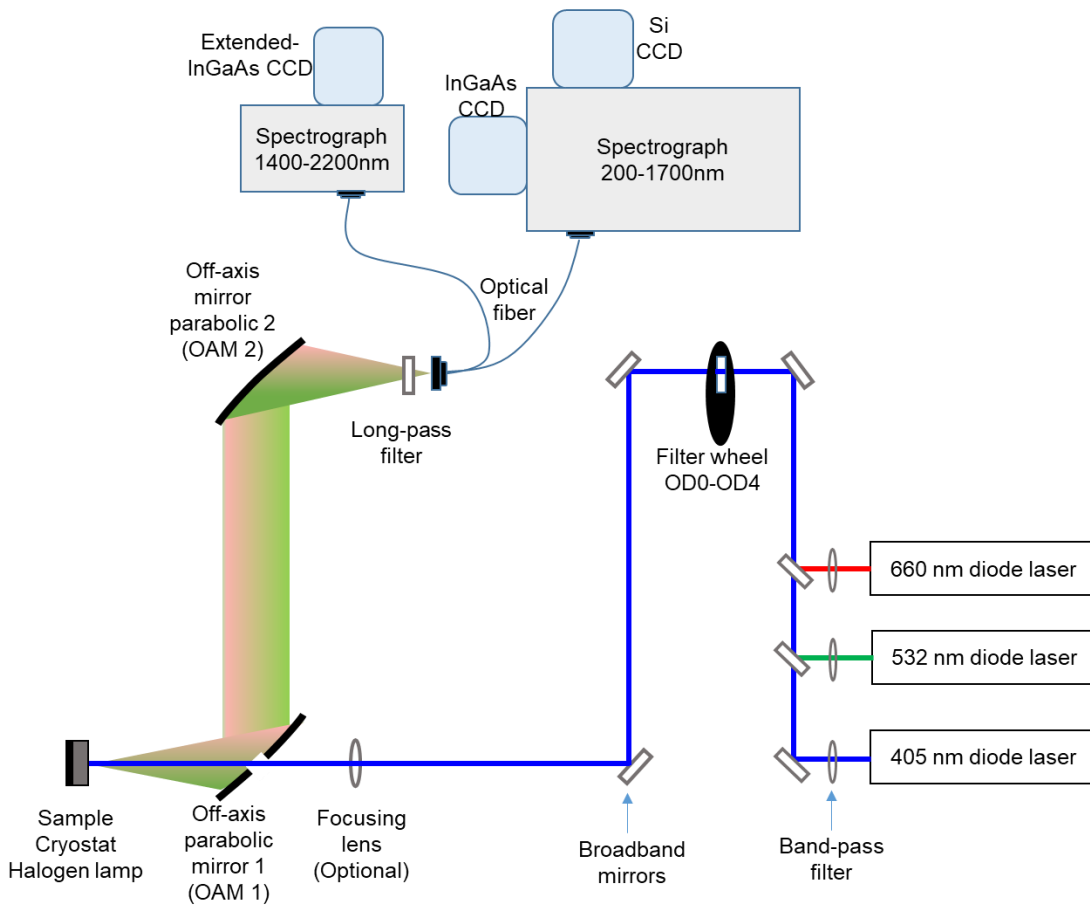 Extended-
InGaAs CCD
Si
CCD
InGaAs
CCD
Spectrograph
1400-2200nm
Spectrograph
200-1700nm
Off-axis
mirror
parabolic 2
(OAM 2)
Optical
fiber
Long-pass
filter
Filter wheel
OD0-OD4
660 nm diode laser
532 nm diode laser
405 nm diode laser
Sample
Cryostat
Halogen lamp
Off-axis
parabolic
mirror 1
(OAM 1)
Focusing
lens
(Optional)
Broadband
mirrors
Band-pass
filter